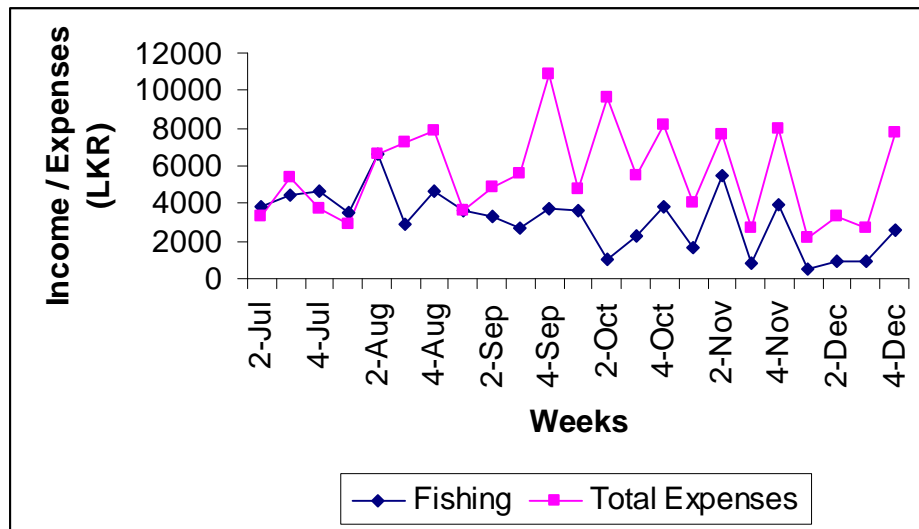 Income / Expenses
(LKR)
12000
10000
8000
6000
4000
2000
0
2-Jul
4-Jul
2-Aug
4-Aug
2-Sep
4-Sep
2-Oct
4-Oct
2-Nov
4-Nov
2-Dec
4-Dec
Weeks
Fishing Total Expenses